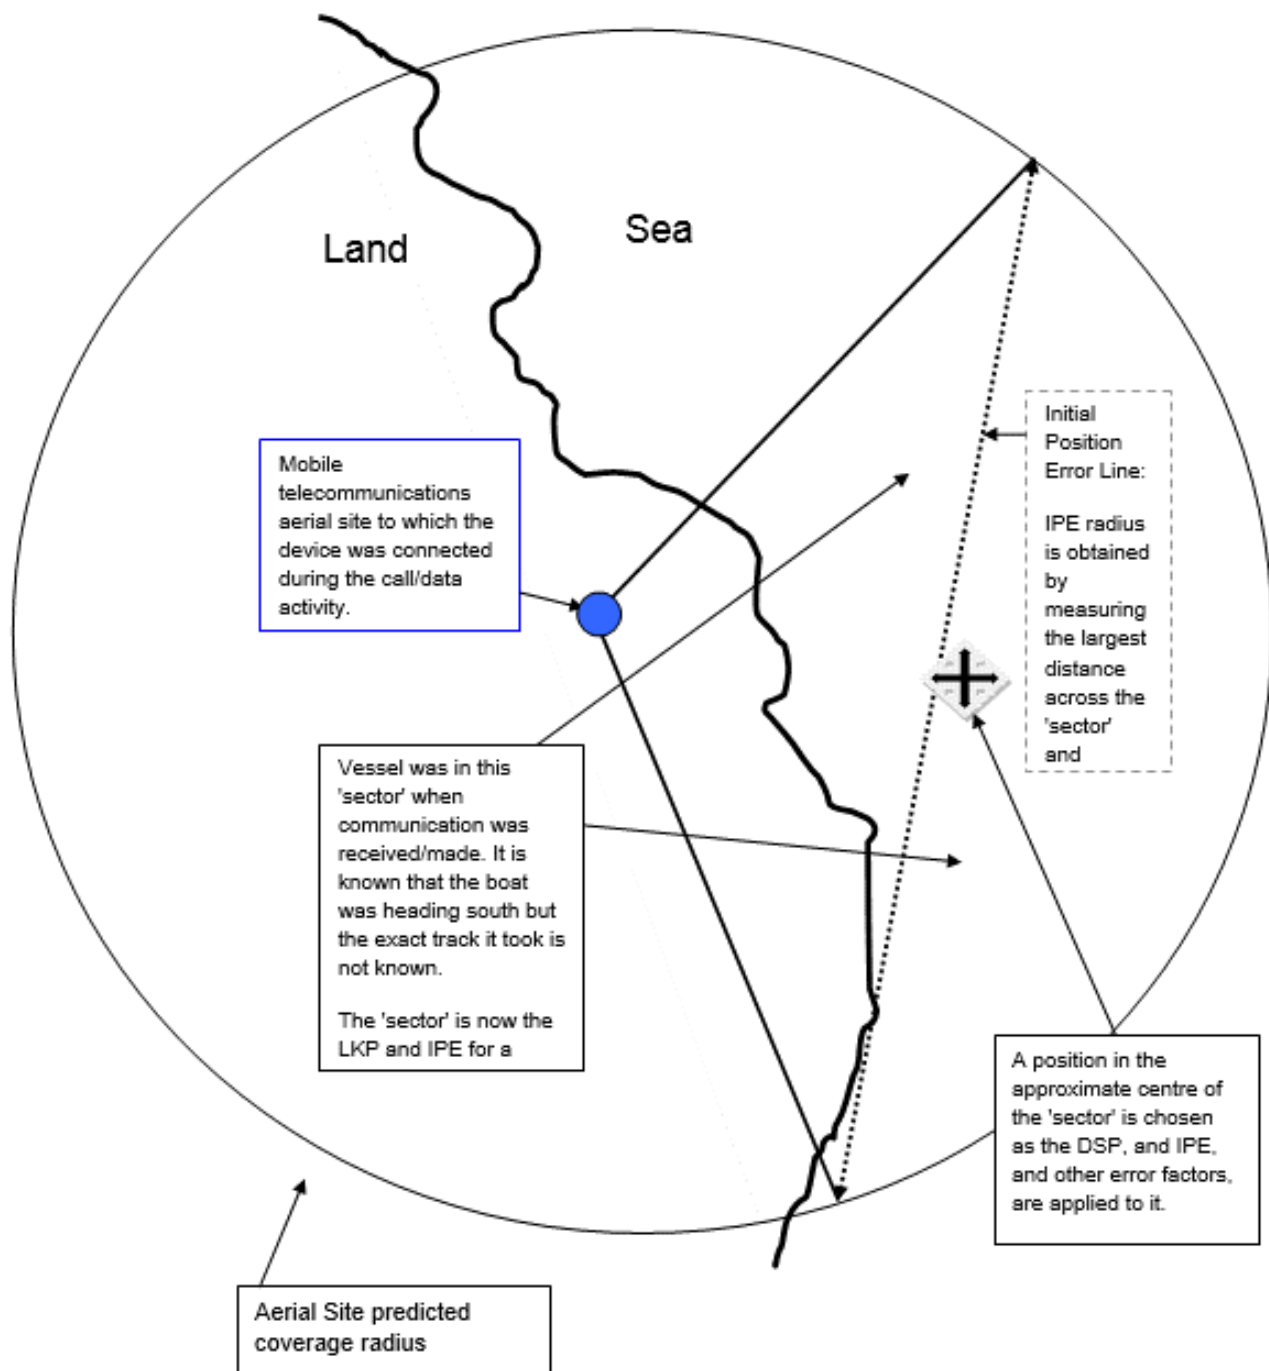 Land
Sea
Initial
Position
Error Line:
IPE radius
is obtained
by
measuring
the largest
distance
across the
'sector'
and
Mobile
telecommunications
aerial site to which the
device was connected
during the call/data
activity.
Vessel was in this
'sector' when
communication was
received/made. It is
known that the boat
was heading south but
the exact track it took is
not known.
The 'sector' is now the
LKP and IPE for a
A position in the
approximate centre of
the 'sector' is chosen
as the DSP, and IPE,
and other error factors,
are applied to it.
Aerial Site predicted
coverage radius